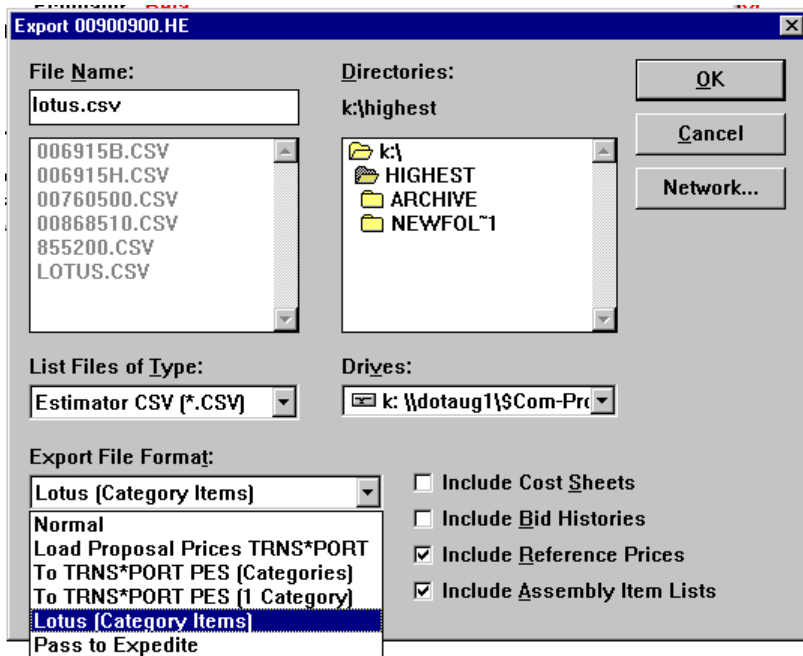 Export 00900900.HE
File Name:
lotus.csv
006915B.CSV
006915H.CSV
00760500.CSV
00868510.CSV
855200.CSV
LOTUS.CSV
Directories:
k:\highest
k:\
HIGHEST
ARCHIVE
NEWFOL~1
OK
Cancel
Network...
List Files of Type:
Estimator CSV (*.CSV)
Drives:
k: \\dotaug1\$Com-Pro
Export File Format:
Lotus (Category Items)
Normal
Load Proposal Prices TRNS*PORT
To TRNS*PORT PES (Categories)
To TRNS*PORT PES (1 Category)
Lotus (Category Items)
Pass to Expedite
Include Cost Sheets
Include Bid Histories
Include Reference Prices
Include Assembly Item Lists